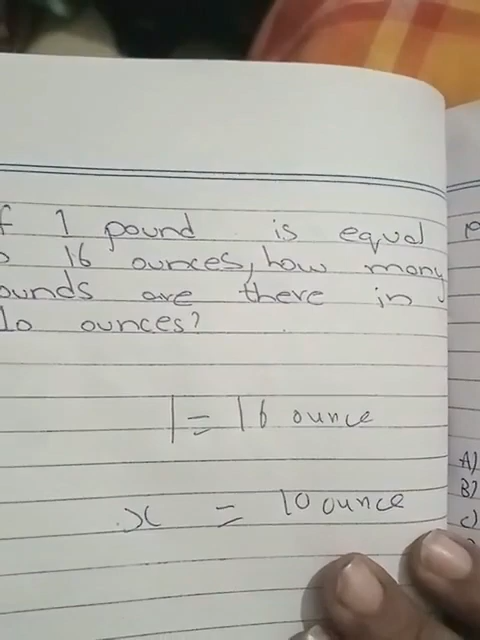 f 1 pound is equal
o 16 ounces, how many
ounds are there in
10 ounces?
1 = 16 ounce
x = 10 ounce
A)
B)
c)